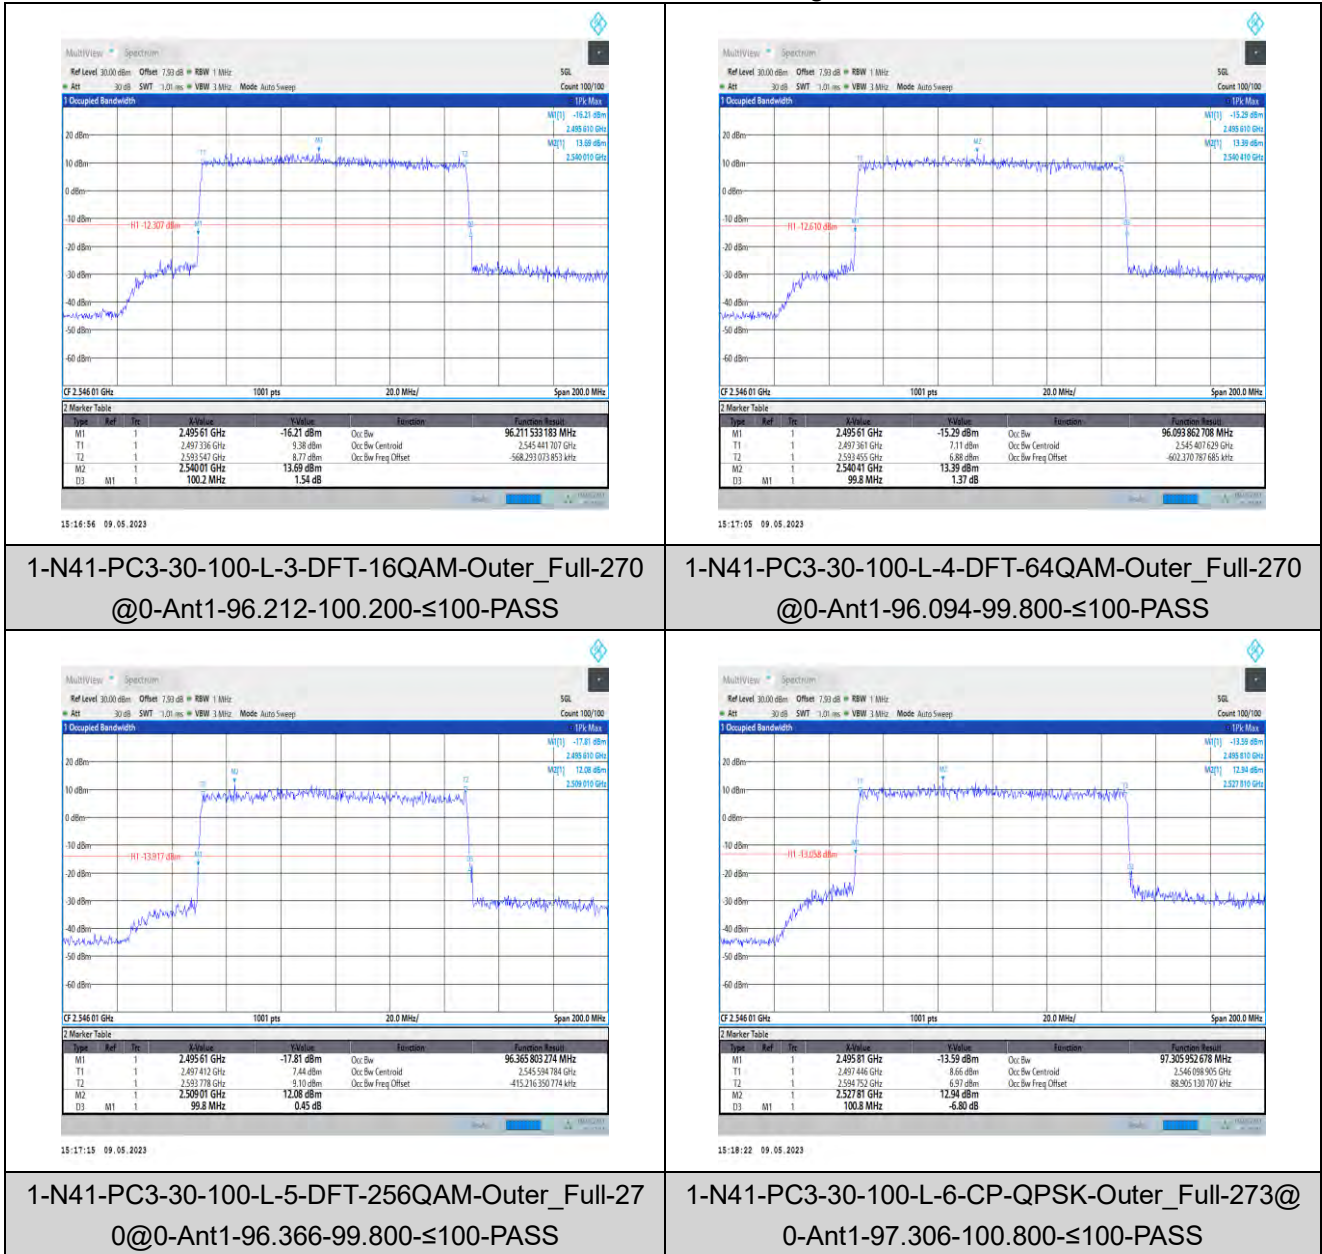 MultiView Spectrum
Ref Level 30.00 dBm Offset 7.93 dB RBW 1 MHz SGL
Att 30 dB SWT 1.01 ms VBW 3 MHz Mode Auto Sweep Count 100/100
1 Occupied Bandwidth 1Pk Max
M1[1] -16.21 dBm
2.495 610 GHz
M2[1] 13.69 dBm
2.540 010 GHz
20 dBm
10 dBm
0 dBm
-10 dBm
H1 -12.307 dBm
-20 dBm
-30 dBm
-40 dBm
-50 dBm
-60 dBm
T1
M2
T2
M1
CF 2.546 01 GHz 1001 pts 20.0 MHz/ Span 200.0 MHz
2 Marker Table
Type Ref Trc X-Value Y-Value Function Function Result
M1 1 2.495 61 GHz -16.21 dBm Occ Bw 96.211 533 183 MHz
T1 1 2.497 336 GHz 9.38 dBm Occ Bw Centroid 2.545 441 707 GHz
T2 1 2.593 547 GHz 8.77 dBm Occ Bw Freq Offset -568.293 073 853 kHz
M2 1 2.540 01 GHz 13.69 dBm
D3 M1 1 100.2 MHz 1.54 dB
15:16:56 09.05.2023
1-N41-PC3-30-100-L-3-DFT-16QAM-Outer_Full-270
@0-Ant1-96.212-100.200-≤100-PASS
MultiView Spectrum
Ref Level 30.00 dBm Offset 7.93 dB RBW 1 MHz SGL
Att 30 dB SWT 1.01 ms VBW 3 MHz Mode Auto Sweep Count 100/100
1 Occupied Bandwidth 1Pk Max
M1[1] -15.29 dBm
2.495 610 GHz
M2[1] 13.39 dBm
2.540 410 GHz
20 dBm
10 dBm
0 dBm
-10 dBm
H1 -12.610 dBm
-20 dBm
-30 dBm
-40 dBm
-50 dBm
-60 dBm
T1
M2
T2
M1
CF 2.546 01 GHz 1001 pts 20.0 MHz/ Span 200.0 MHz
2 Marker Table
Type Ref Trc X-Value Y-Value Function Function Result
M1 1 2.495 61 GHz -15.29 dBm Occ Bw 96.093 862 708 MHz
T1 1 2.497 361 GHz 7.11 dBm Occ Bw Centroid 2.545 407 629 GHz
T2 1 2.593 455 GHz 6.88 dBm Occ Bw Freq Offset -602.370 787 685 kHz
M2 1 2.540 41 GHz 13.39 dBm
D3 M1 1 99.8 MHz 1.37 dB
15:17:05 09.05.2023
1-N41-PC3-30-100-L-4-DFT-64QAM-Outer_Full-270
@0-Ant1-96.094-99.800-≤100-PASS
MultiView Spectrum
Ref Level 30.00 dBm Offset 7.93 dB RBW 1 MHz SGL
Att 30 dB SWT 1.01 ms VBW 3 MHz Mode Auto Sweep Count 100/100
1 Occupied Bandwidth 1Pk Max
M1[1] -17.81 dBm
2.495 610 GHz
M2[1] 12.08 dBm
2.509 010 GHz
20 dBm
10 dBm
0 dBm
-10 dBm
H1 -13.917 dBm
-20 dBm
-30 dBm
-40 dBm
-50 dBm
-60 dBm
M2
T2
M1
CF 2.546 01 GHz 1001 pts 20.0 MHz/ Span 200.0 MHz
2 Marker Table
Type Ref Trc X-Value Y-Value Function Function Result
M1 1 2.495 61 GHz -17.81 dBm Occ Bw 96.365 803 274 MHz
T1 1 2.497 412 GHz 7.44 dBm Occ Bw Centroid 2.545 594 784 GHz
T2 1 2.593 778 GHz 9.10 dBm Occ Bw Freq Offset -415.216 350 774 kHz
M2 1 2.509 01 GHz 12.08 dBm
D3 M1 1 99.8 MHz 0.45 dB
15:17:15 09.05.2023
1-N41-PC3-30-100-L-5-DFT-256QAM-Outer_Full-27
0@0-Ant1-96.366-99.800-≤100-PASS
MultiView Spectrum
Ref Level 30.00 dBm Offset 7.93 dB RBW 1 MHz SGL
Att 30 dB SWT 1.01 ms VBW 3 MHz Mode Auto Sweep Count 100/100
1 Occupied Bandwidth 1Pk Max
M1[1] -13.59 dBm
2.495 810 GHz
M2[1] 12.94 dBm
2.527 810 GHz
20 dBm
10 dBm
0 dBm
-10 dBm
H1 -13.058 dBm
-20 dBm
-30 dBm
-40 dBm
-50 dBm
-60 dBm
T1
M2
M1
CF 2.546 01 GHz 1001 pts 20.0 MHz/ Span 200.0 MHz
2 Marker Table
Type Ref Trc X-Value Y-Value Function Function Result
M1 1 2.495 81 GHz -13.59 dBm Occ Bw 97.305 952 678 MHz
T1 1 2.497 446 GHz 8.66 dBm Occ Bw Centroid 2.546 098 905 GHz
T2 1 2.594 752 GHz 6.97 dBm Occ Bw Freq Offset 88.905 130 707 kHz
M2 1 2.527 81 GHz 12.94 dBm
D3 M1 1 100.8 MHz -6.80 dB
15:18:22 09.05.2023
1-N41-PC3-30-100-L-6-CP-QPSK-Outer_Full-273@
0-Ant1-97.306-100.800-≤100-PASS